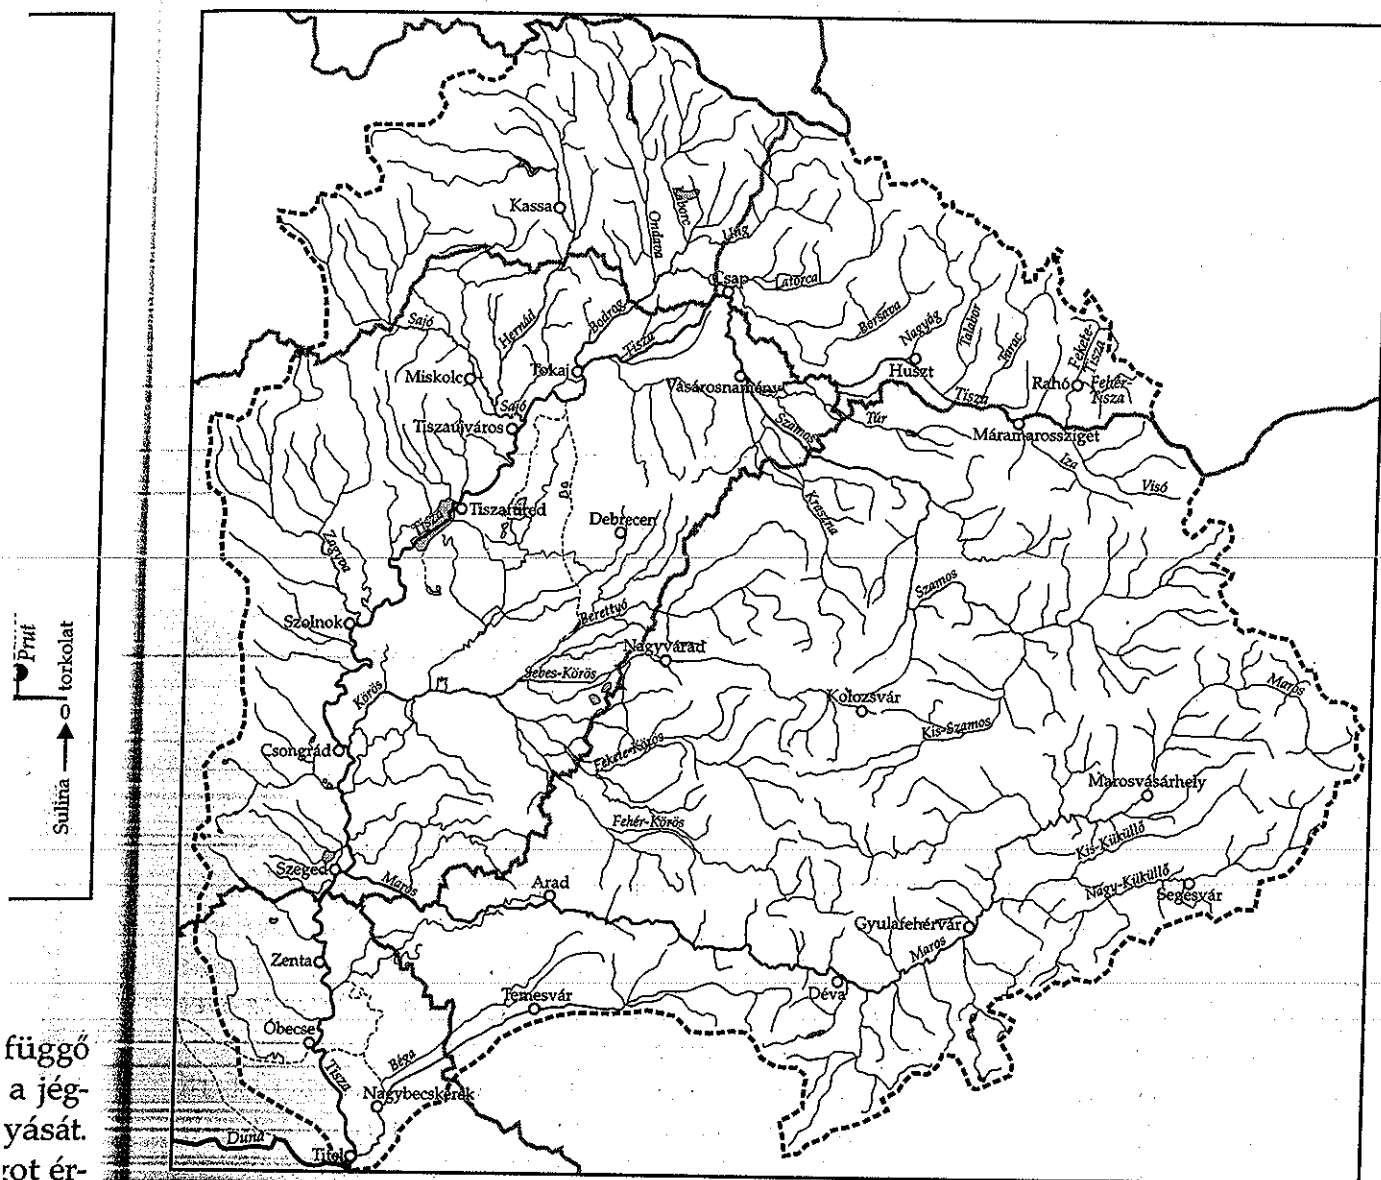 Prut
torkolat
Sulina
függő
a jég-
yását.
got ér-
Kassa
Ondava
Laborc
Ung
Csap
Latorca
Sajó
Hernád
Bodrog
Tisza
Borsava
Nagyág
Talabor
Tarac
Fekete-
Tisza
Miskolc
Tokaj
Vásárosnamény
Huszt
Rahó
Fehér-
Tisza
Tisza
Sajó
Tiszaújváros
Szamos
Túr
Máramarossziget
Iza
Visó
Tisza
Tiszafüred
Debrecen
Kraszna
Zagyva
Szamos
Szolnok
Berettyó
Nagyvárad
Sebes-Körös
Körös
Kolozsvár
Maros
Csongrád
Fekete-Körös
Kis-Szamos
Marosvásárhely
Fehér-Körös
Kis-Küküllő
Szeged
Maros
Arad
Nagy-Küküllő
Segesvár
Gyulafehérvár
Maros
Zenta
Déva
Temesvár
Óbecse
Béga
Tisza
Nagybecskerek
Duna
Titel